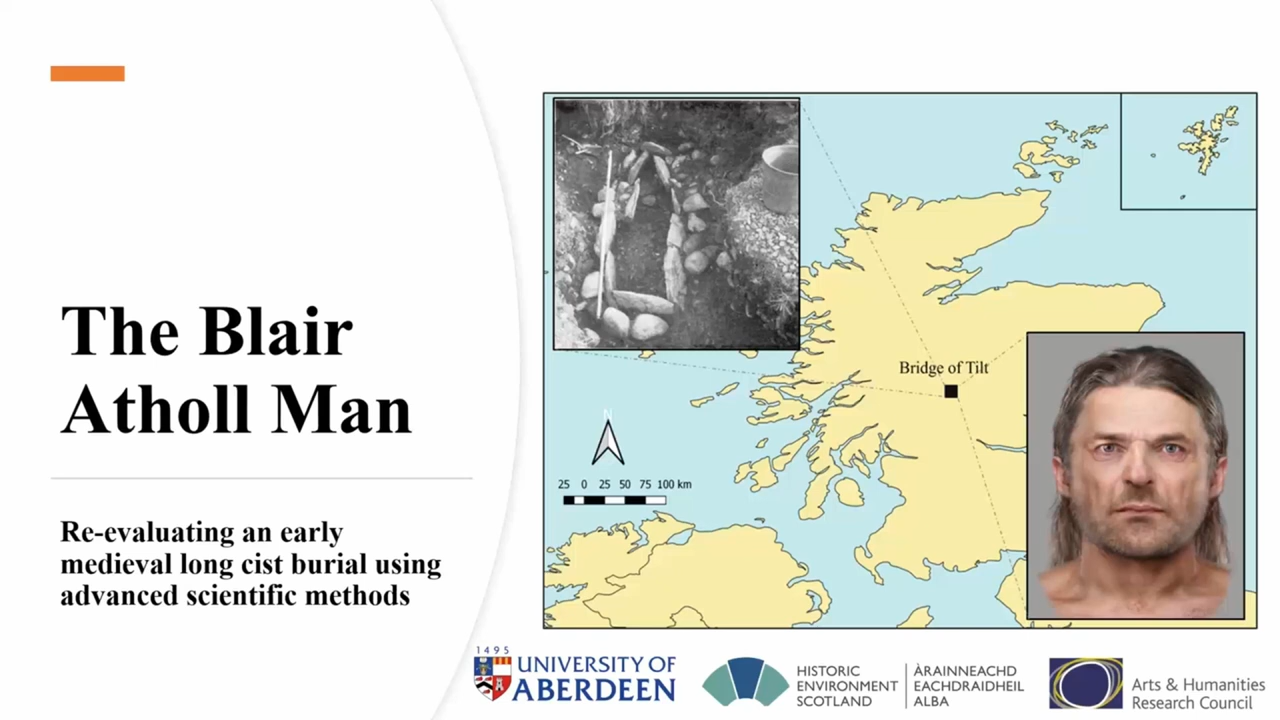 The Blair
Atholl Man
Re-evaluating an early
medieval long cist burial using
advanced scientific methods
Bridge of Tilt
N
25 0 25 50 75 100 km
1495
UNIVERSITY OF
ABERDEEN
HISTORIC
ENVIRONMENT
SCOTLAND
ÀRAINNEACHD
EACHDRAIDHEIL
ALBA
Arts & Humanities
Research Council